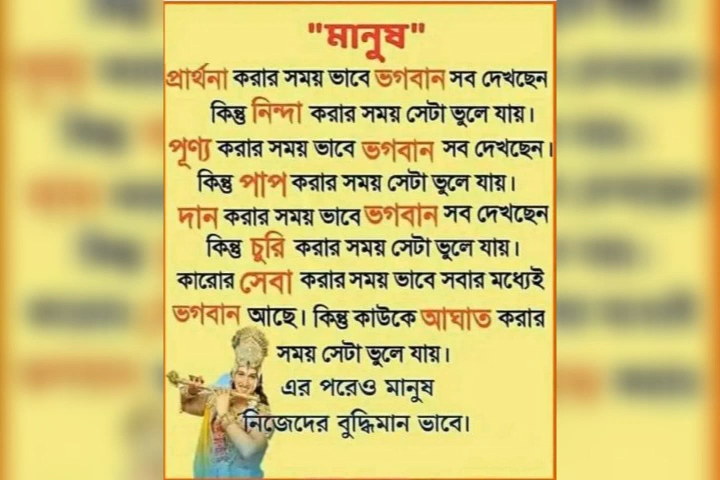 "মানুষ"
প্রার্থনা করার সময় ভাবে ভগবান সব দেখছেন
কিন্তু নিন্দা করার সময় সেটা ভুলে যায়।
পূণ্য করার সময় ভাবে ভগবান সব দেখছেন।
কিন্তু পাপ করার সময় সেটা ভুলে যায়।
দান করার সময় ভাবে ভগবান সব দেখছেন
কিন্তু চুরি করার সময় সেটা ভুলে যায়।
কারোর সেবা করার সময় ভাবে সবার মধ্যেই
ভগবান আছে। কিন্তু কাউকে আঘাত করার
সময় সেটা ভুলে যায়।
এর পরেও মানুষ
নিজেদের বুদ্ধিমান ভাবে।